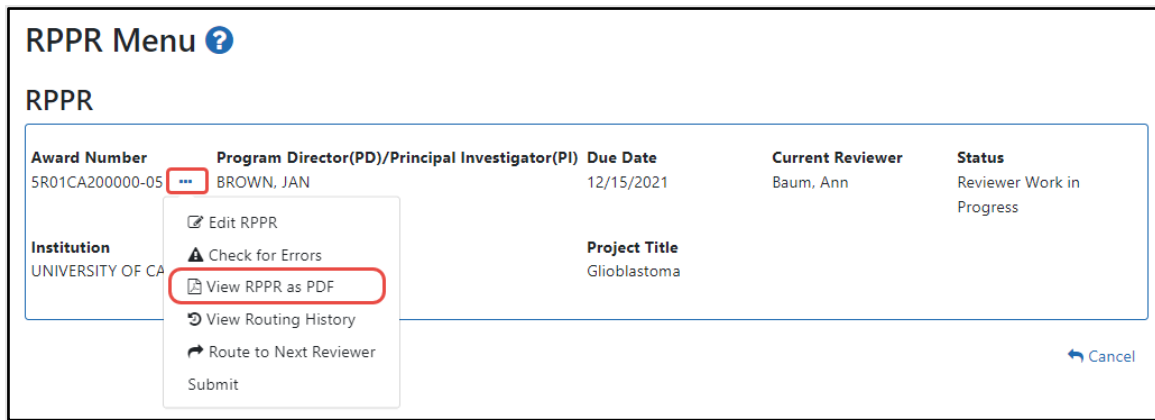 RPPR Menu ?
RPPR
Award Number Program Director(PD)/Principal Investigator(PI) Due Date Current Reviewer Status
5R01CA200000-05 ... BROWN, JAN 12/15/2021 Baum, Ann Reviewer Work in
Progress
Edit RPPR
Institution Project Title
Check for Errors
UNIVERSITY OF CA Glioblastoma
View RPPR as PDF
View Routing History
Route to Next Reviewer
Cancel
Submit